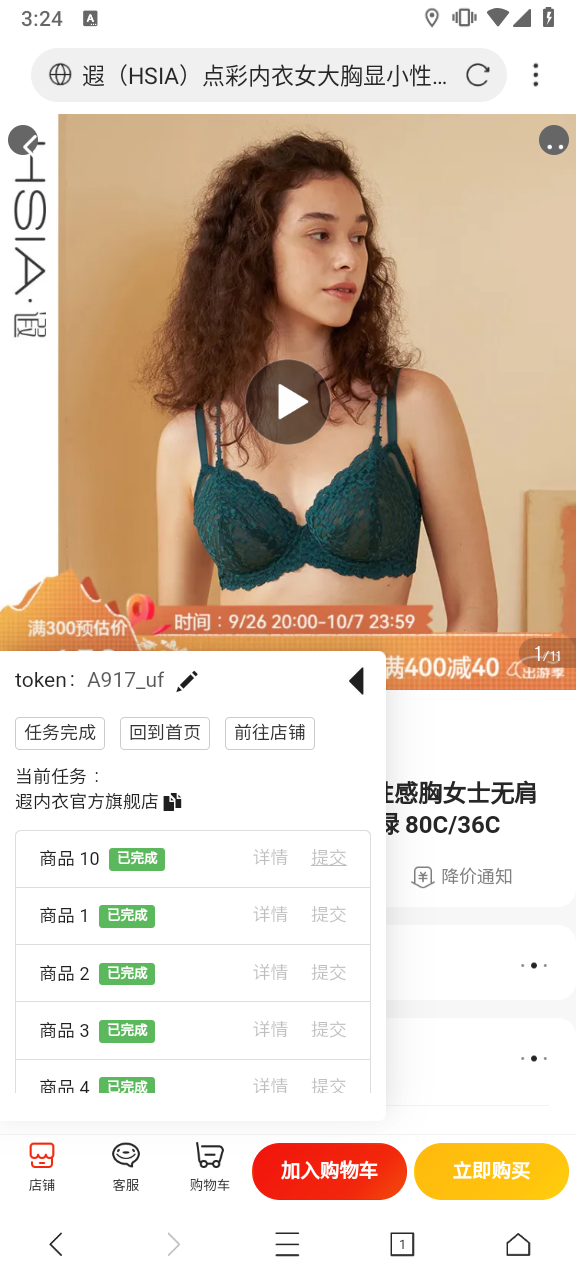 3:24
A
遐（HSIA）点彩内衣女大胸显小性...
HSIA·遐
时间：9/26 20:00-10/7 23:59
满300预估价
满400减40
出游季
1/11
token： A917_uf
任务完成 回到首页 前往店铺
当前任务：
遐内衣官方旗舰店
性感胸女士无肩
绿 80C/36C
降价通知
商品 10 已完成 详情 提交
商品 1 已完成 详情 提交
商品 2 已完成 详情 提交
商品 3 已完成 详情 提交
商品 4 已完成 详情 提交
店铺 客服 购物车 加入购物车 立即购买
1